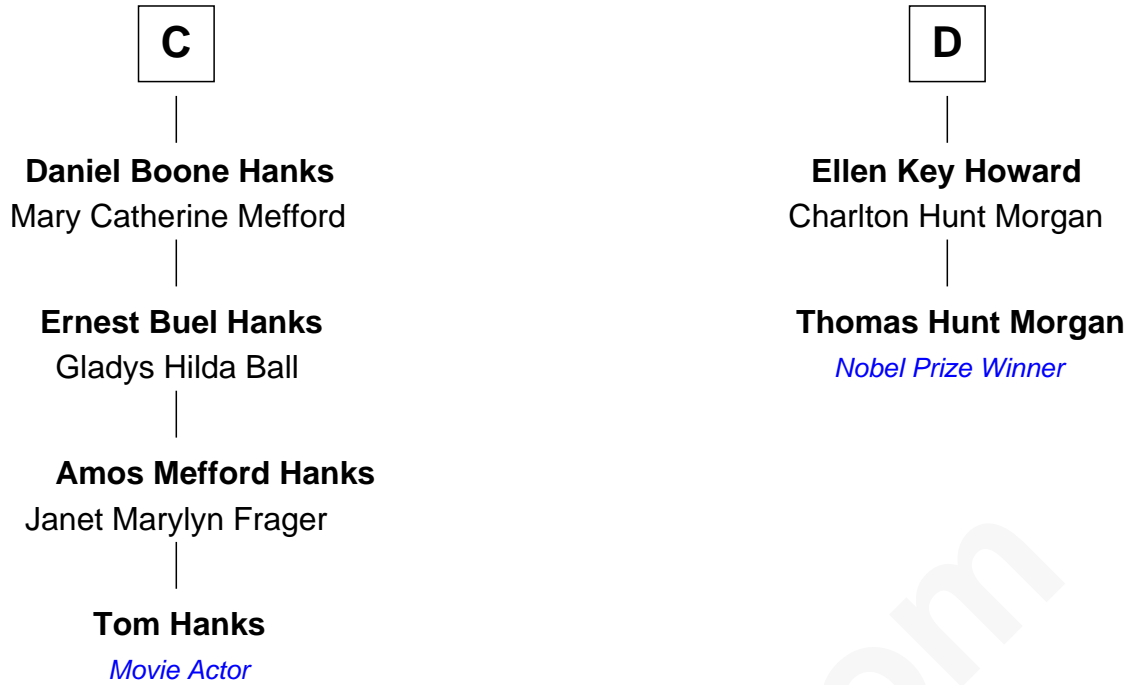 C
Daniel Boone Hanks
Mary Catherine Mefford
Ernest Buel Hanks
Gladys Hilda Ball
Amos Mefford Hanks
Janet Marylyn Frager
Tom Hanks
Movie Actor
D
Ellen Key Howard
Charlton Hunt Morgan
Thomas Hunt Morgan
Nobel Prize Winner
om